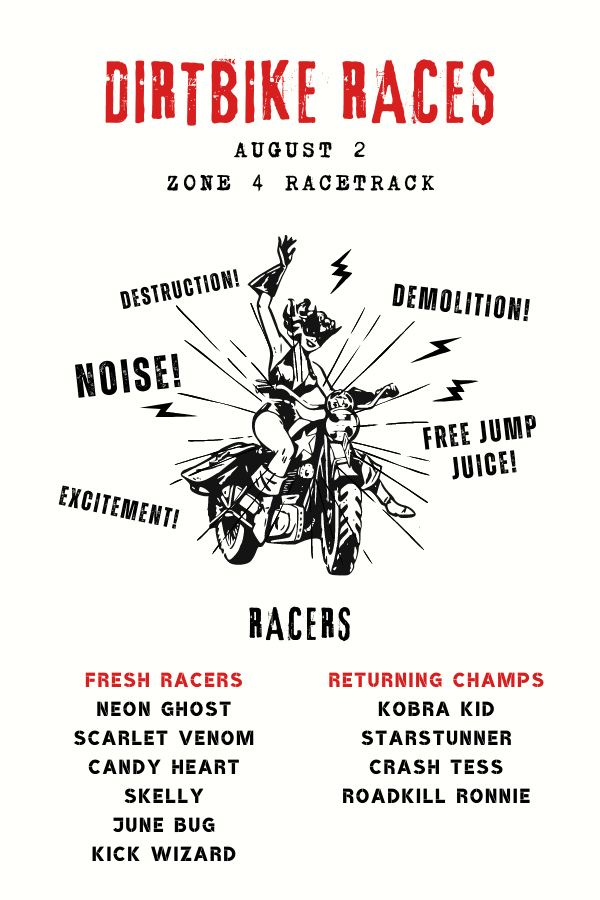 DIRTBIKE RACES
AUGUST 2
ZONE 4 RACETRACK
DESTRUCTION!
DEMOLITION!
NOISE!
FREE JUMP
JUICE!
EXCITEMENT!
RACERS
FRESH RACERS
NEON GHOST
SCARLET VENOM
CANDY HEART
SKELLY
JUNE BUG
KICK WIZARD
RETURNING CHAMPS
KOBRA KID
STARSTUNNER
CRASH TESS
ROADKILL RONNIE